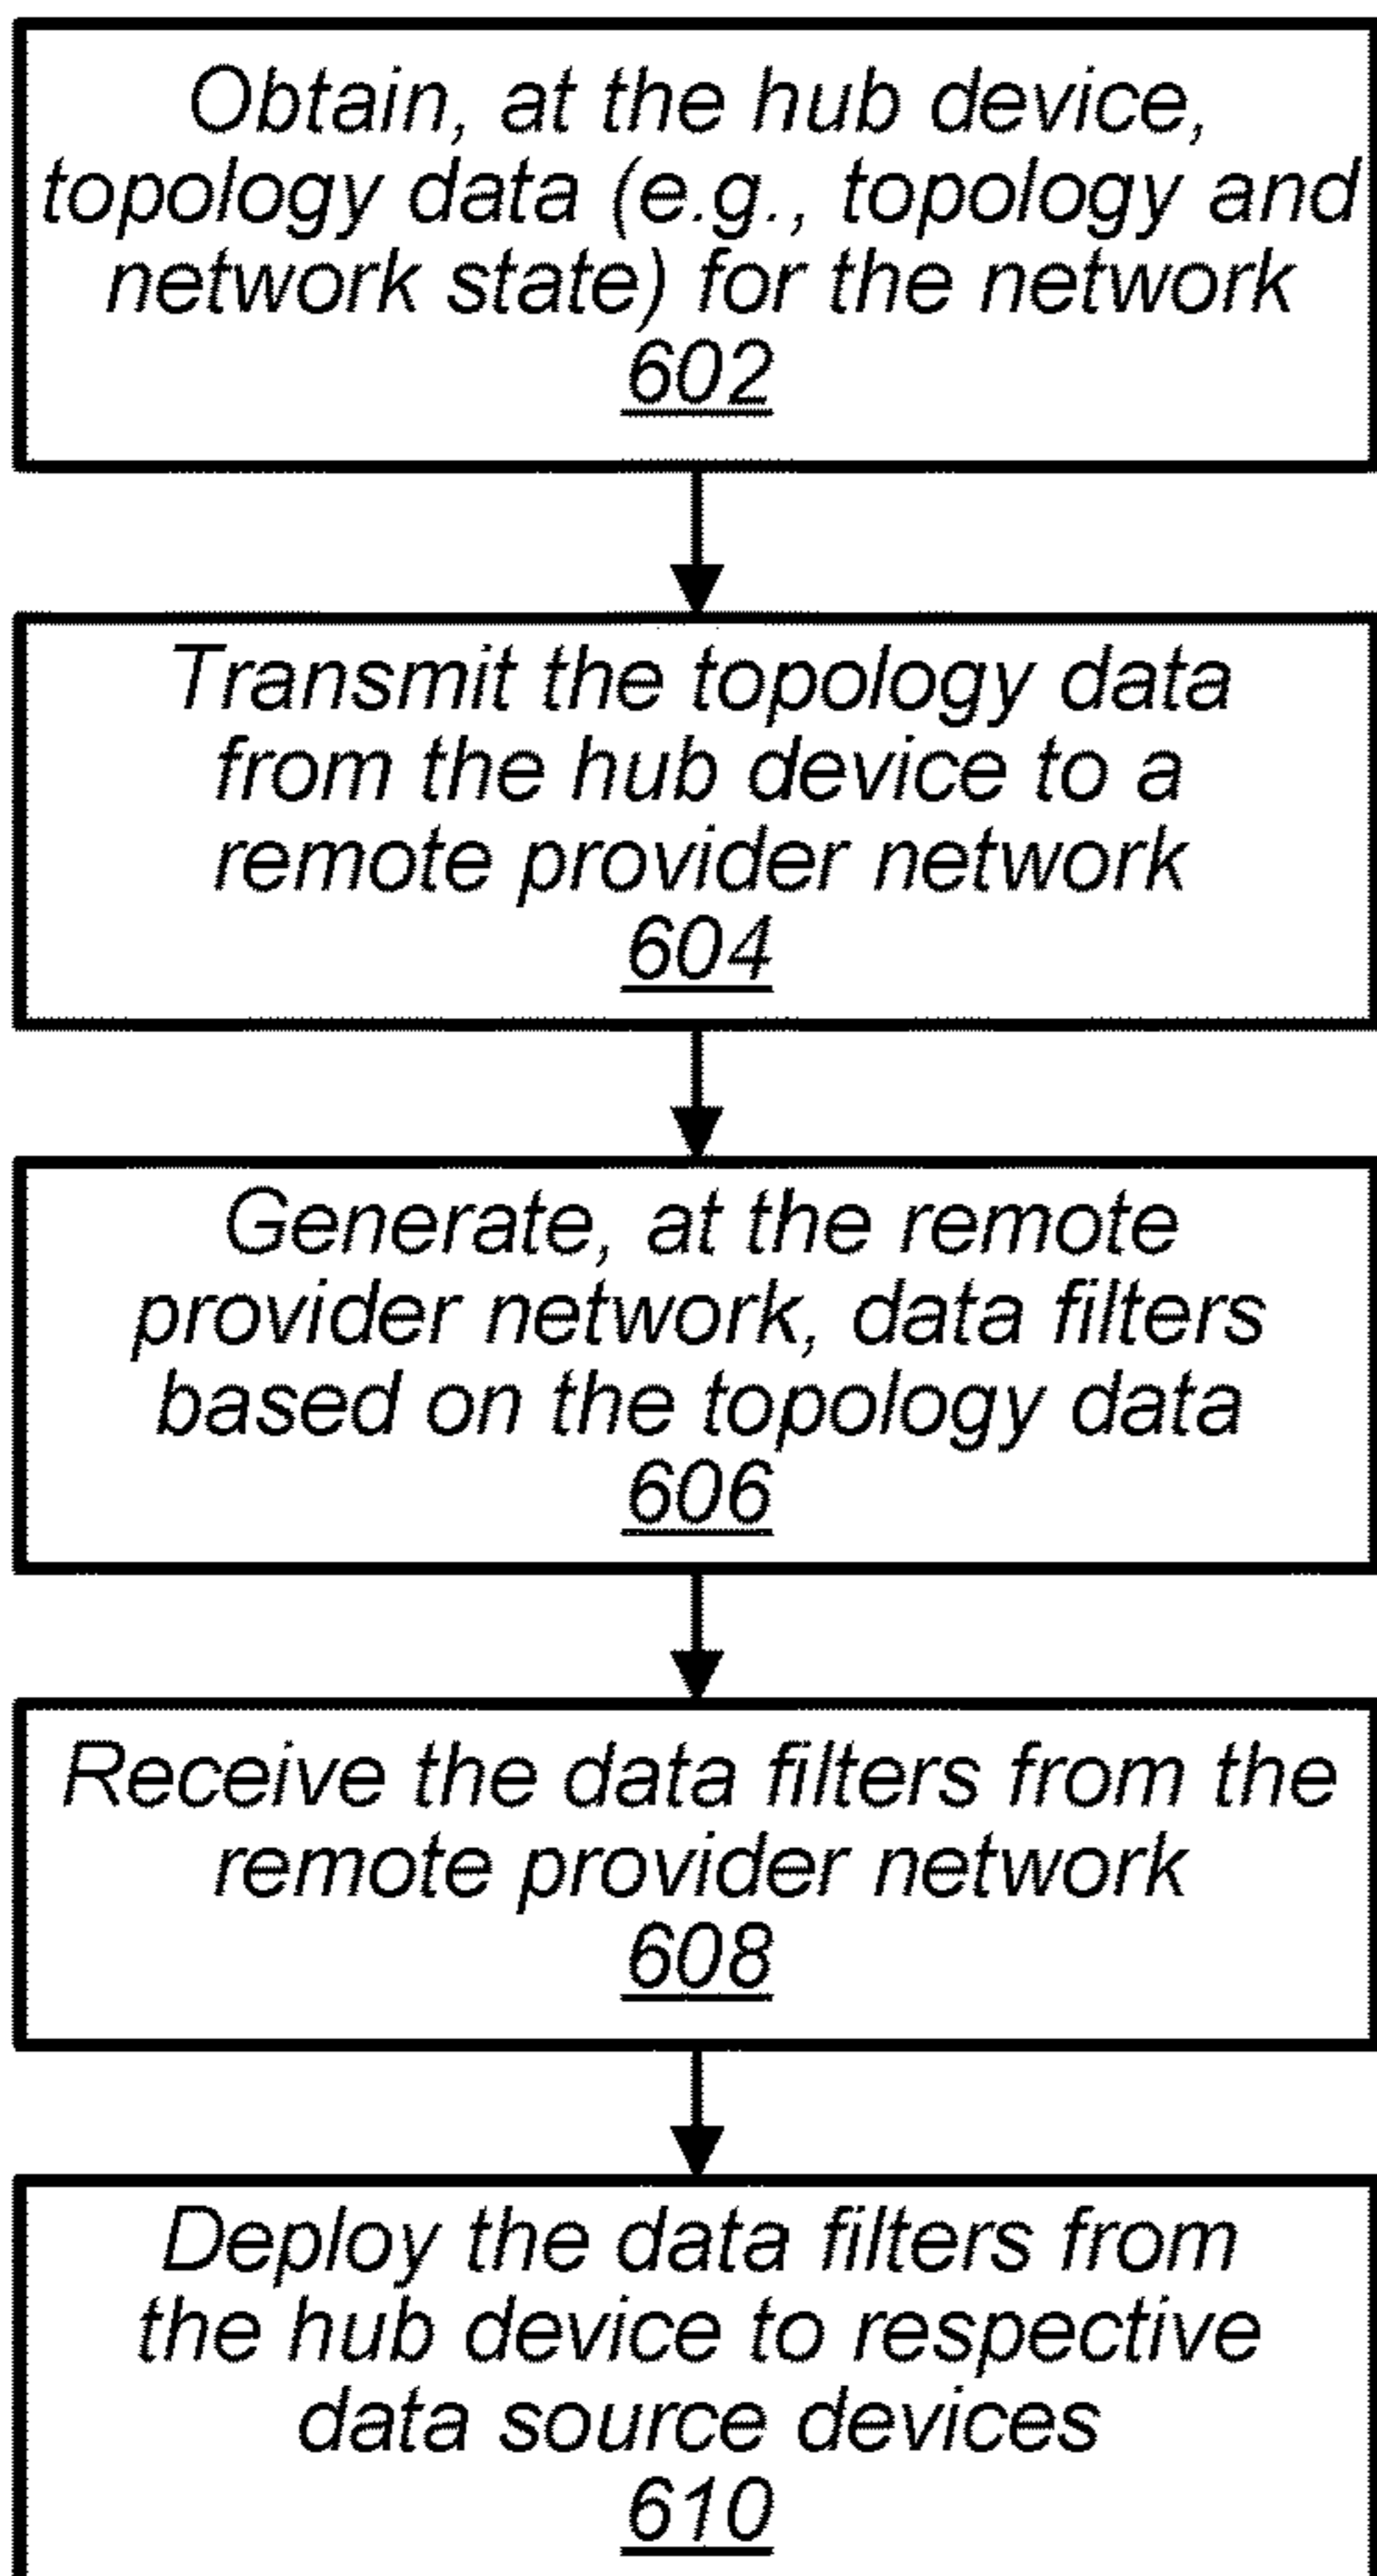 Obtain, at the hub device,
topology data (e.g., topology and
network state) for the network
602
Transmit the topology data
from the hub device to a
remote provider network
604
Generate, at the remote
provider network, data filters
based on the topology data
606
Receive the data filters from the
remote provider network
608
Deploy the data filters from
the hub device to respective
data source devices
610